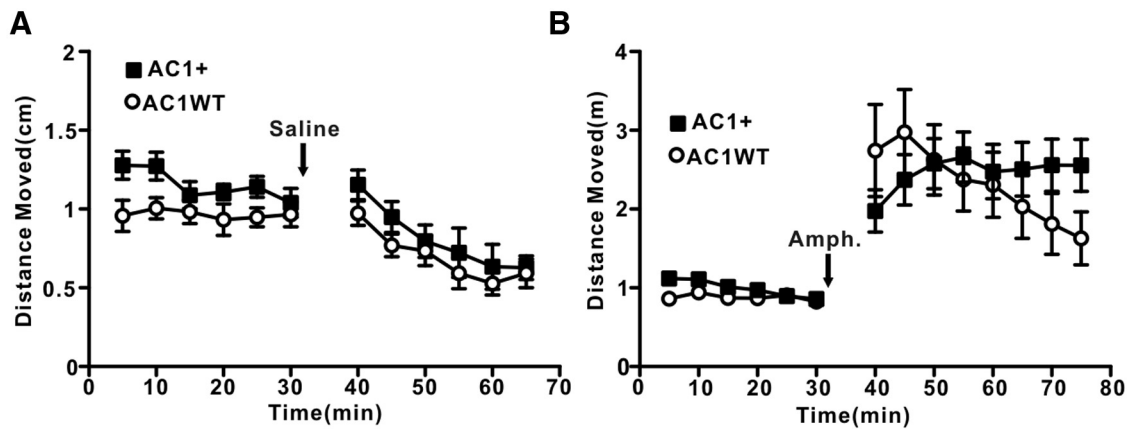 A
B
2
1.5
1
0.5
0
Distance Moved(cm)
AC1+
AC1WT
Saline
0 10 20 30 40 50 60 70
Time(min)
4
3
2
1
0
Distance Moved(m)
AC1+
AC1WT
Amph.
0 10 20 30 40 50 60 70 80
Time(min)